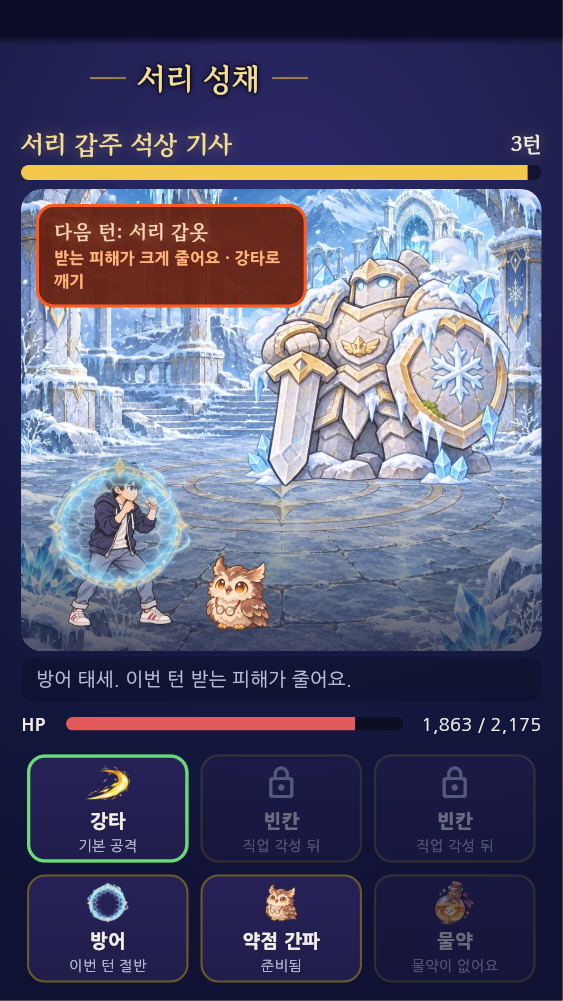 서리 성채
서리 갑주 석상 기사
3턴
다음 턴: 서리 갑옷
받는 피해가 크게 줄어요 · 강타로
깨기
방어 태세. 이번 턴 받는 피해가 줄어요.
HP
1,863 / 2,175
강타
기본 공격
빈칸
직업 각성 뒤
빈칸
직업 각성 뒤
방어
이번 턴 절반
약점 간파
준비됨
물약
물약이 없어요